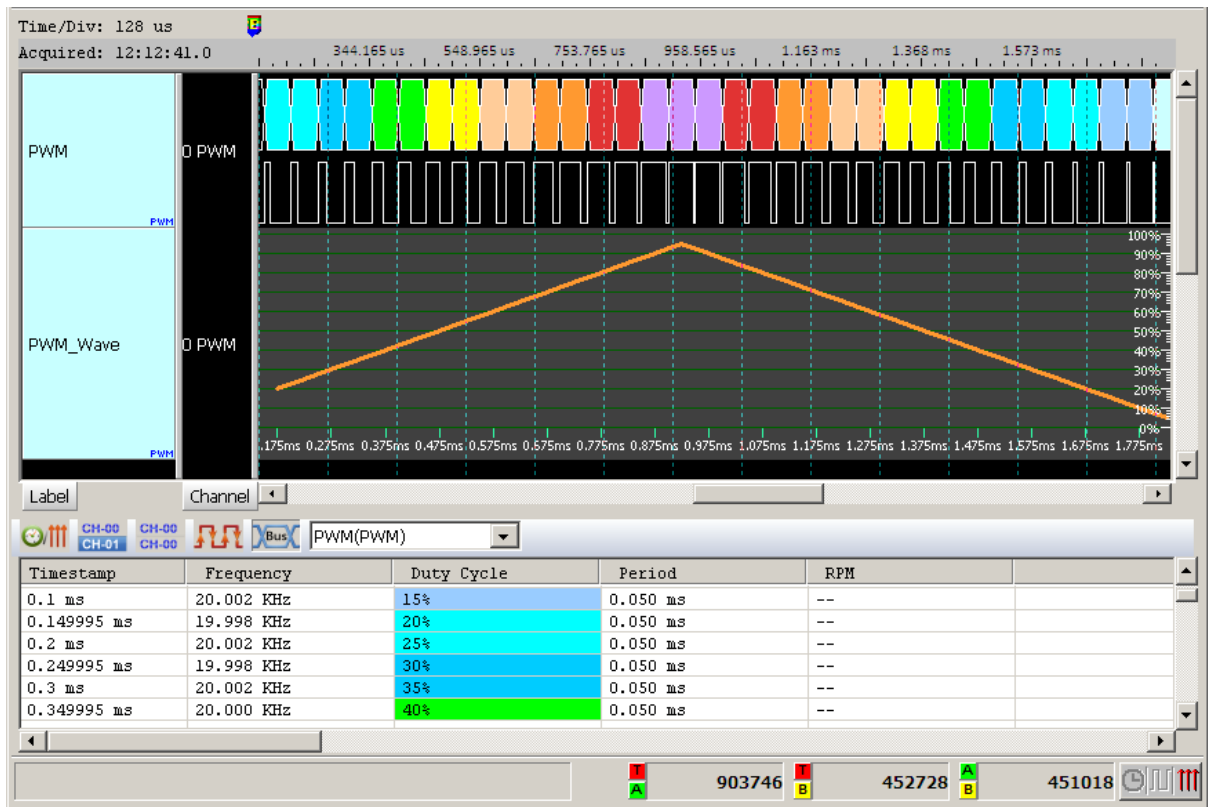 Time/Div: 128 us
B
Acquired: 12:12:41.0
344.165 us 548.965 us 753.765 us 958.565 us 1.163 ms 1.368 ms 1.573 ms
PWM
0 PWM
PWM
100%
90%
80%
70%
60%
50%
40%
30%
20%
10%
0%
PWM_Wave
0 PWM
.175ms 0.275ms 0.375ms 0.475ms 0.575ms 0.675ms 0.775ms 0.875ms 0.975ms 1.075ms 1.175ms 1.275ms 1.375ms 1.475ms 1.575ms 1.675ms 1.775ms
PWM
Label Channel
CH-00 CH-00
CH-01 CH-00
Bus PWM(PWM)
Timestamp Frequency Duty Cycle Period RPM
0.1 ms 20.002 KHz 15% 0.050 ms --
0.149995 ms 19.998 KHz 20% 0.050 ms --
0.2 ms 20.002 KHz 25% 0.050 ms --
0.249995 ms 19.998 KHz 30% 0.050 ms --
0.3 ms 20.002 KHz 35% 0.050 ms --
0.349995 ms 20.000 KHz 40% 0.050 ms --
T A 903746 T B 452728 A B 451018